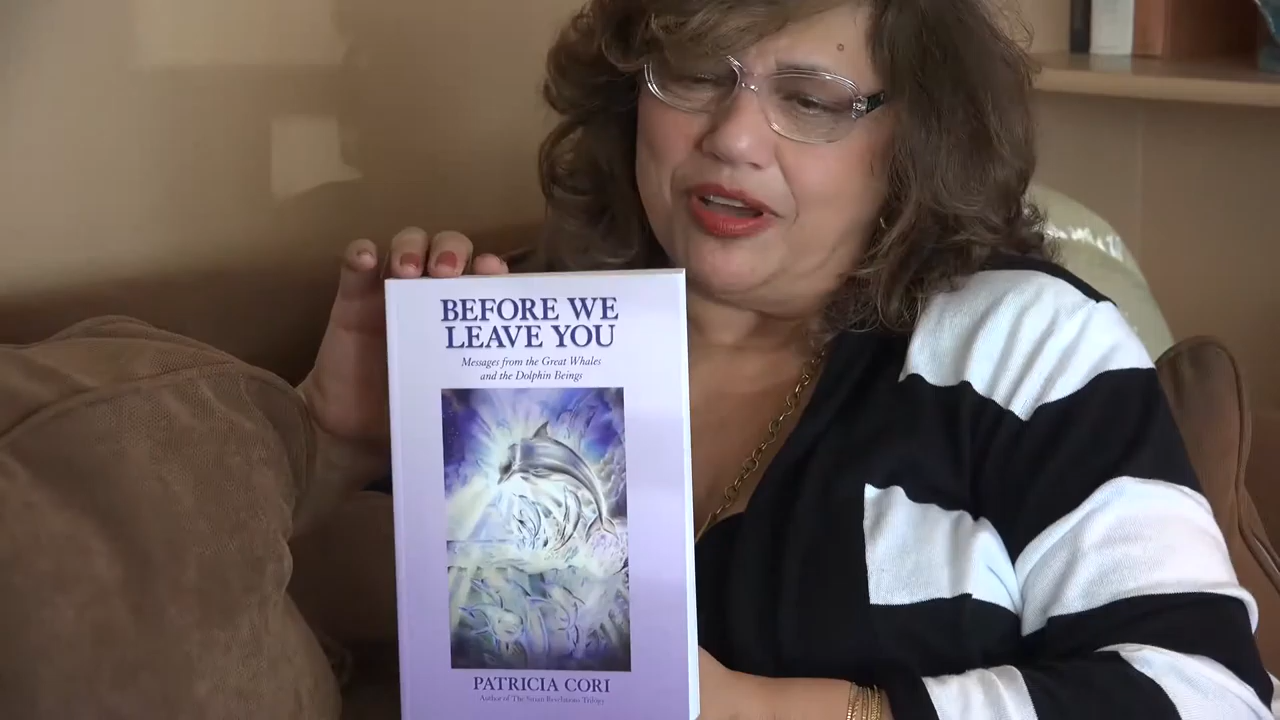 BEFORE WE
LEAVE YOU
Messages from the Great Whales
and the Dolphin Beings
PATRICIA CORI
Author of The Sirian Revelations Trilogy